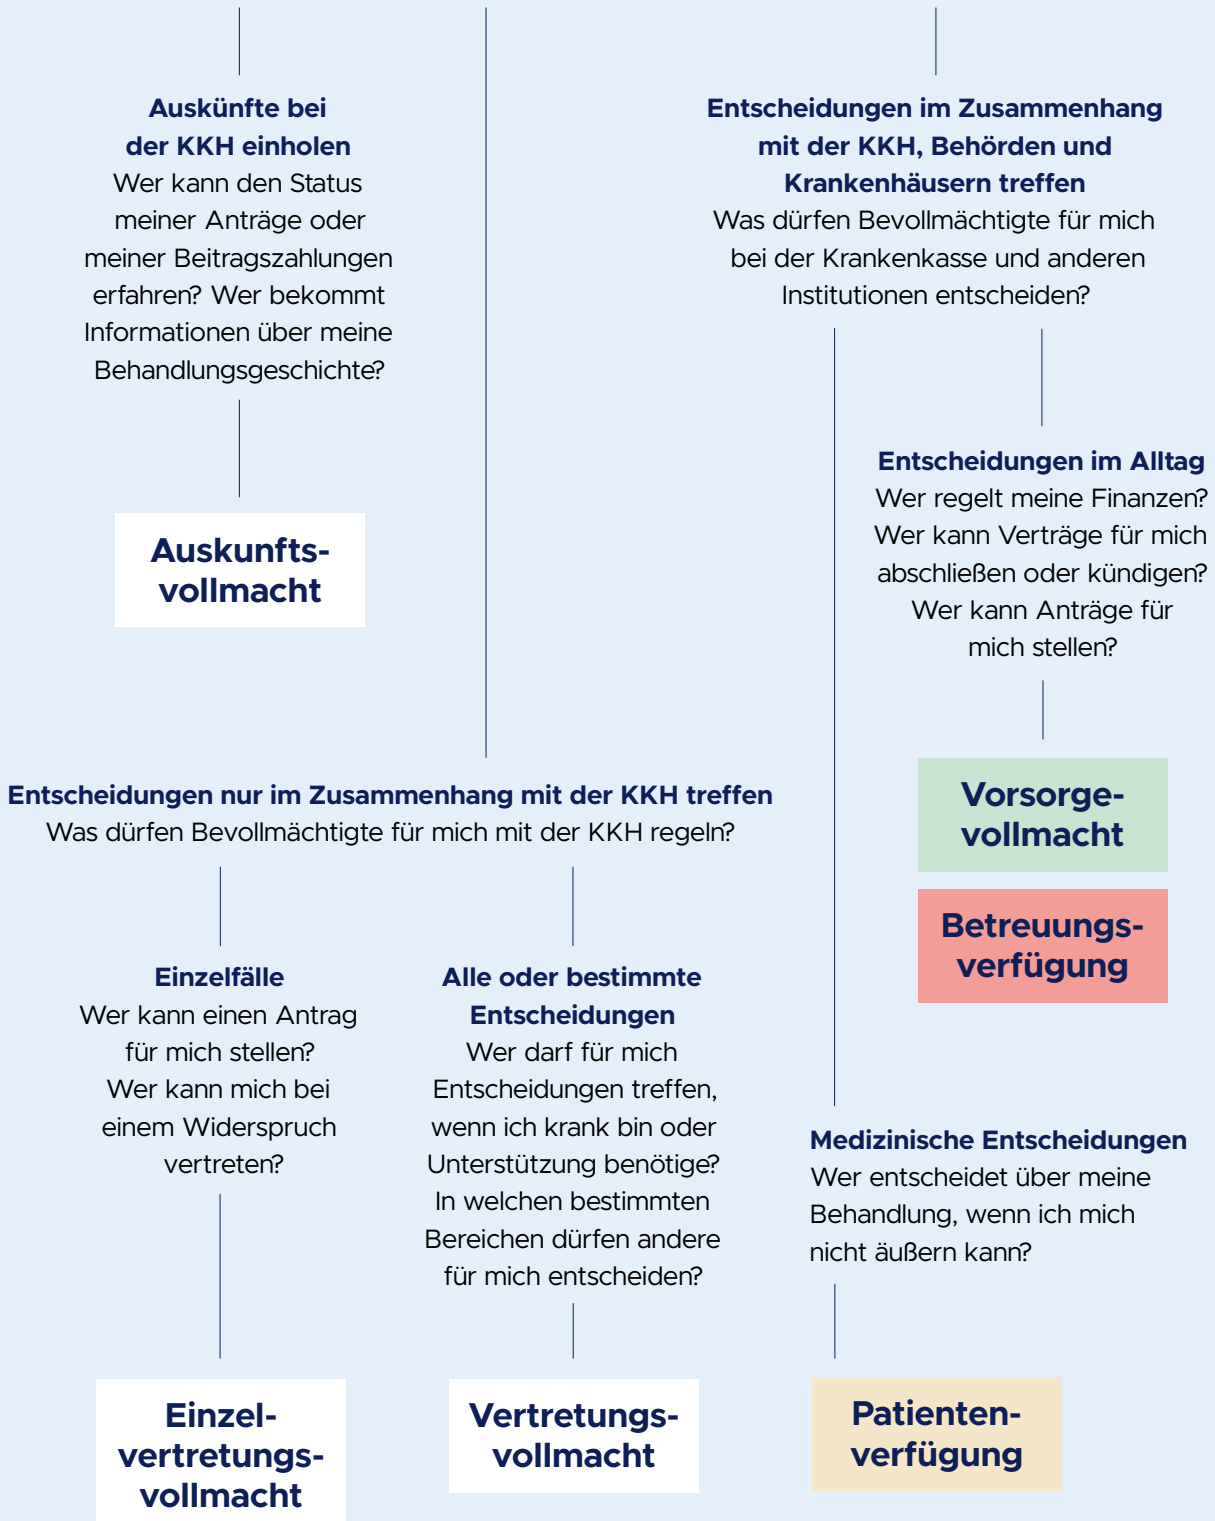 Auskünfte bei
der KKH einholen
Wer kann den Status
meiner Anträge oder
meiner Beitragszahlungen
erfahren? Wer bekommt
Informationen über meine
Behandlungsgeschichte?
Auskunfts-
vollmacht
Entscheidungen im Zusammenhang
mit der KKH, Behörden und
Krankenhäusern treffen
Was dürfen Bevollmächtigte für mich
bei der Krankenkasse und anderen
Institutionen entscheiden?
Entscheidungen im Alltag
Wer regelt meine Finanzen?
Wer kann Verträge für mich
abschließen oder kündigen?
Wer kann Anträge für
mich stellen?
Vorsorge-
vollmacht
Betreuungs-
verfügung
Entscheidungen nur im Zusammenhang mit der KKH treffen
Was dürfen Bevollmächtigte für mich mit der KKH regeln?
Einzelfälle
Wer kann einen Antrag
für mich stellen?
Wer kann mich bei
einem Widerspruch
vertreten?
Einzel-
vertretungs-
vollmacht
Alle oder bestimmte
Entscheidungen
Wer darf für mich
Entscheidungen treffen,
wenn ich krank bin oder
Unterstützung benötige?
In welchen bestimmten
Bereichen dürfen andere
für mich entscheiden?
Vertretungs-
vollmacht
Medizinische Entscheidungen
Wer entscheidet über meine
Behandlung, wenn ich mich
nicht äußern kann?
Patienten-
verfügung